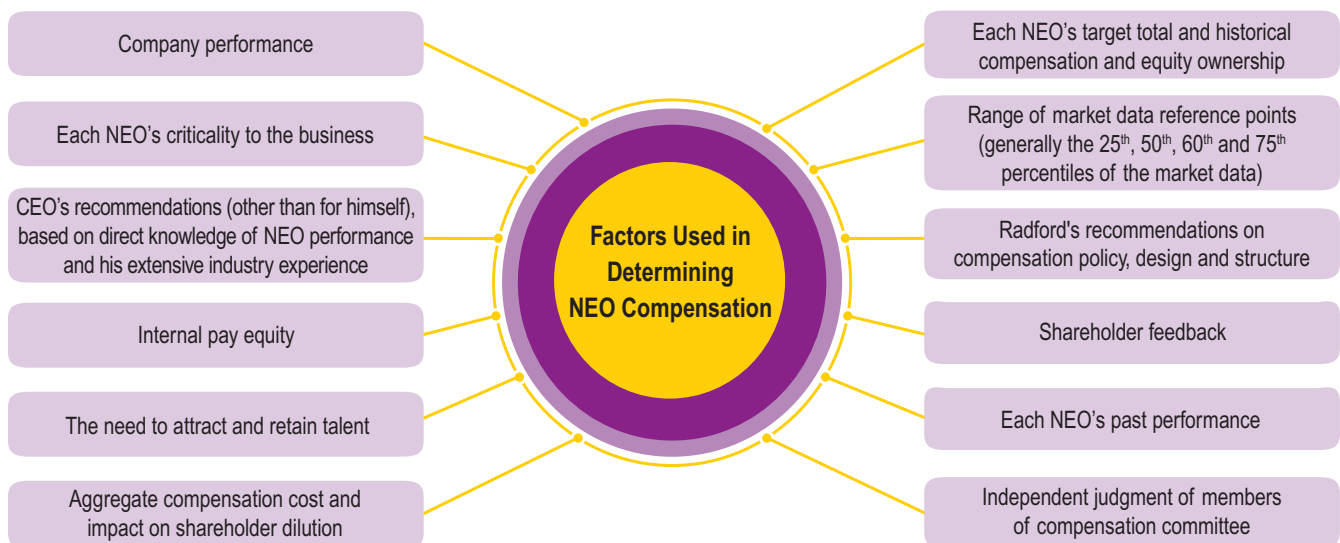 Company performance
Each NEO’s criticality to the business
CEO’s recommendations (other than for himself),
based on direct knowledge of NEO performance
and his extensive industry experience
Internal pay equity
The need to attract and retain talent
Aggregate compensation cost and
impact on shareholder dilution
Factors Used in
Determining
NEO Compensation
Each NEO’s target total and historical
compensation and equity ownership
Range of market data reference points
(generally the 25th, 50th, 60th and 75th
percentiles of the market data)
Radford's recommendations on
compensation policy, design and structure
Shareholder feedback
Each NEO’s past performance
Independent judgment of members
of compensation committee